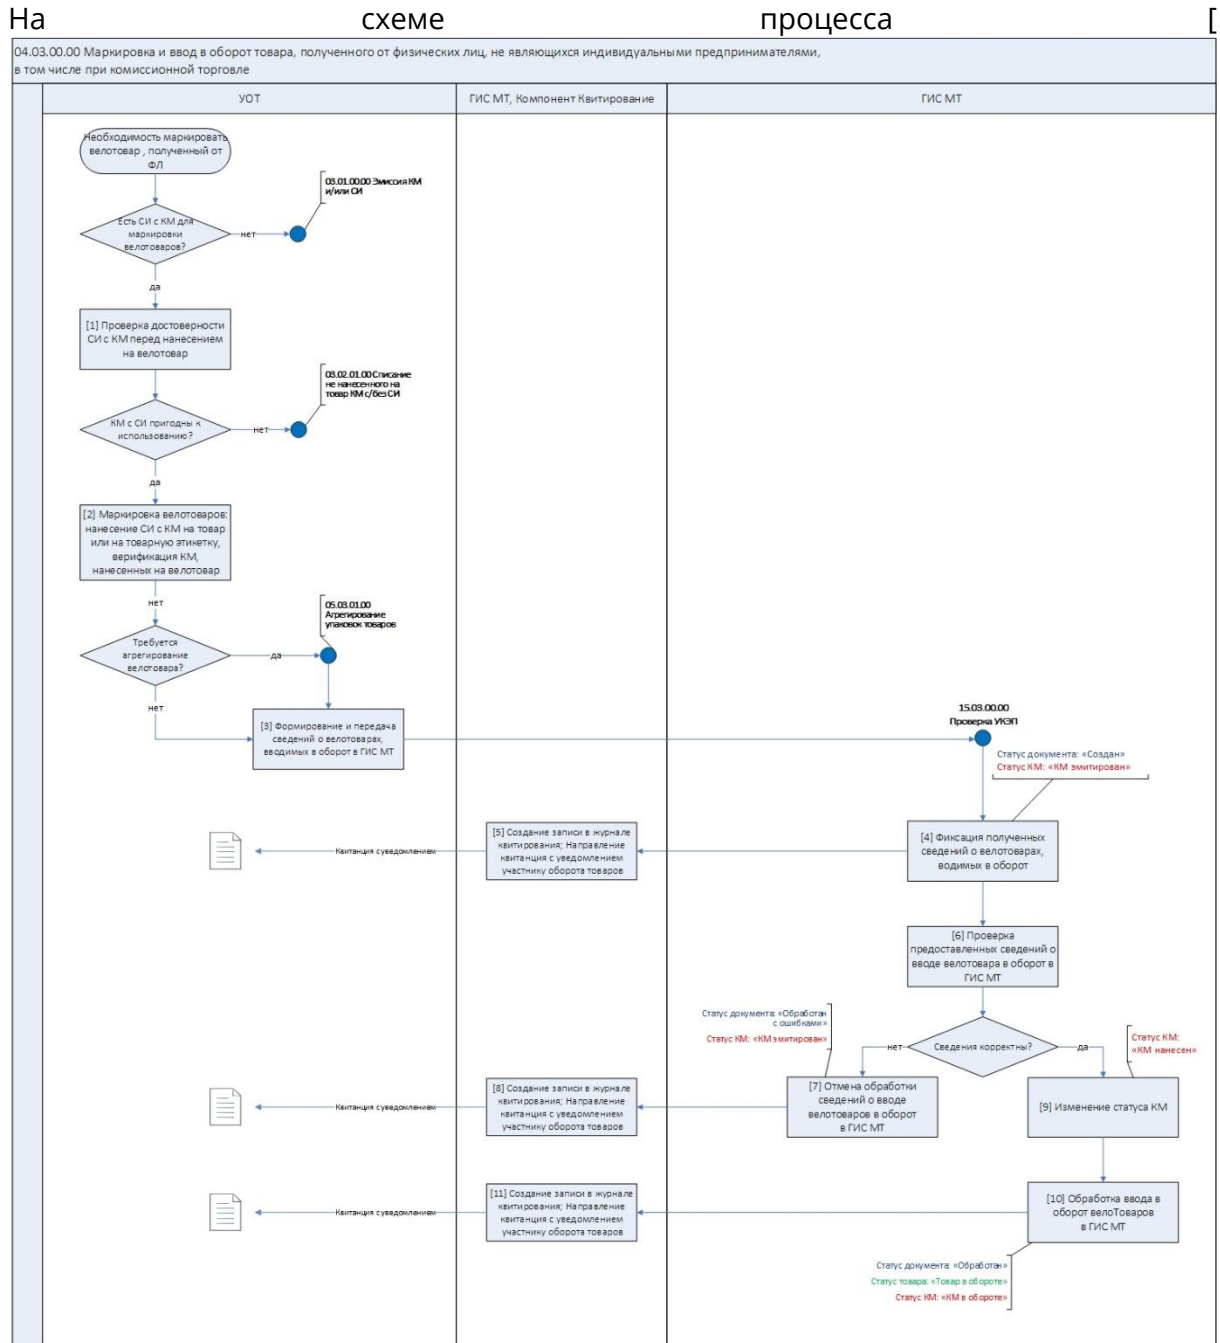 На схеме процесса [
04.03.00.00 Маркировка и ввод в оборот товара, полученного от физических лиц, не являющихся индивидуальными предпринимателями,
в том числе при комиссионной торговле
УОТ
ГИС МТ, Компонент Квитирование
ГИС МТ
Необходимость маркировать
велотовар , полученный от
ФЛ
03.01.00.00 Эмиссия КМ
и/или СИ
Есть СИ с КМ для
маркировки
велотоваров?
нет
да
[1] Проверка достоверности
СИ с КМ перед нанесением
на велотовар
03.02.01.00 Списание
не нанесенного на
товар КМ с/без СИ
КМ с СИ пригодны к
использованию?
нет
да
[2] Маркировка велотоваров:
нанесение СИ с КМ на товар
или на товарную этикетку,
верификация КМ,
нанесенных на велотовар
нет
05.03.01.00
Агрегирование
упаковок товаров
Требуется
агрегирование
велотовара?
да
нет
[3] Формирование и передача
сведений о велотоварах,
вводимых в оборот в ГИС МТ
15.03.00.00
Проверка УКЭП
Статус документа: «Создан»
Статус КМ: «КМ эмитирован»
[4] Фиксация полученных
сведений о велотоварах,
водимых в оборот
[5] Создание записи в журнале
квитирования; Направление
квитанция с уведомлением
участнику оборота товаров
Квитанция с уведомлением
[6] Проверка
предоставленных сведений о
вводе велотовара в оборот в
ГИС МТ
Статус документа: «Обработан
с ошибками»
Статус КМ: «КМ эмитирован»
Сведения корректны?
нет
да
Статус КМ:
«КМ нанесен»
[7] Отмена обработки
сведений о вводе
велотоваров в оборот
в ГИС МТ
[8] Создание записи в журнале
квитирования; Направление
квитанция с уведомлением
участнику оборота товаров
Квитанция с уведомлением
[9] Изменение статуса КМ
[10] Обработка ввода в
оборот велоТоваров
в ГИС МТ
[11] Создание записи в журнале
квитирования; Направление
квитанция с уведомлением
участнику оборота товаров
Квитанция с уведомлением
Статус документа: «Обработан»
Статус товара: «Товар в обороте»
Статус КМ: «КМ в обороте»